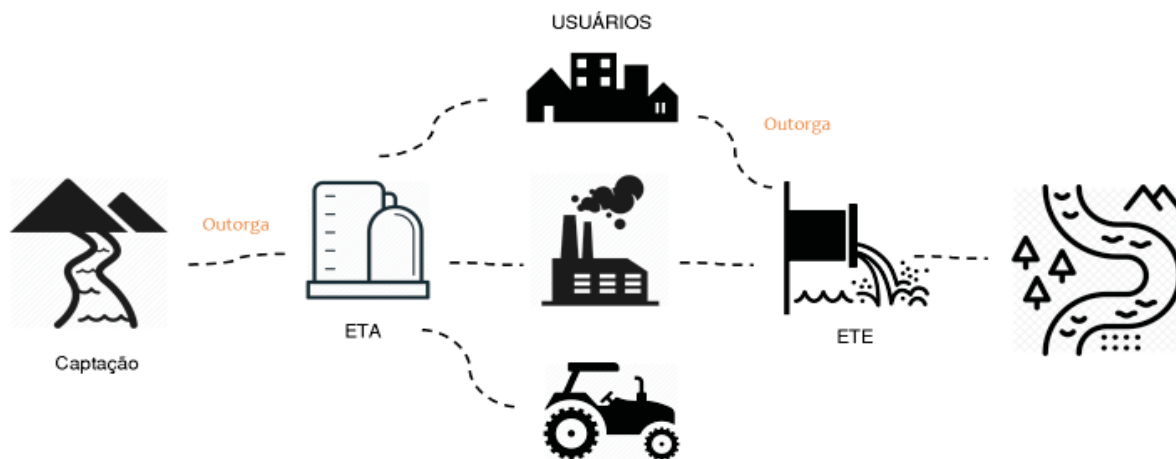 USUÁRIOS
Outorga
Outorga
ETA
ETE
Captação